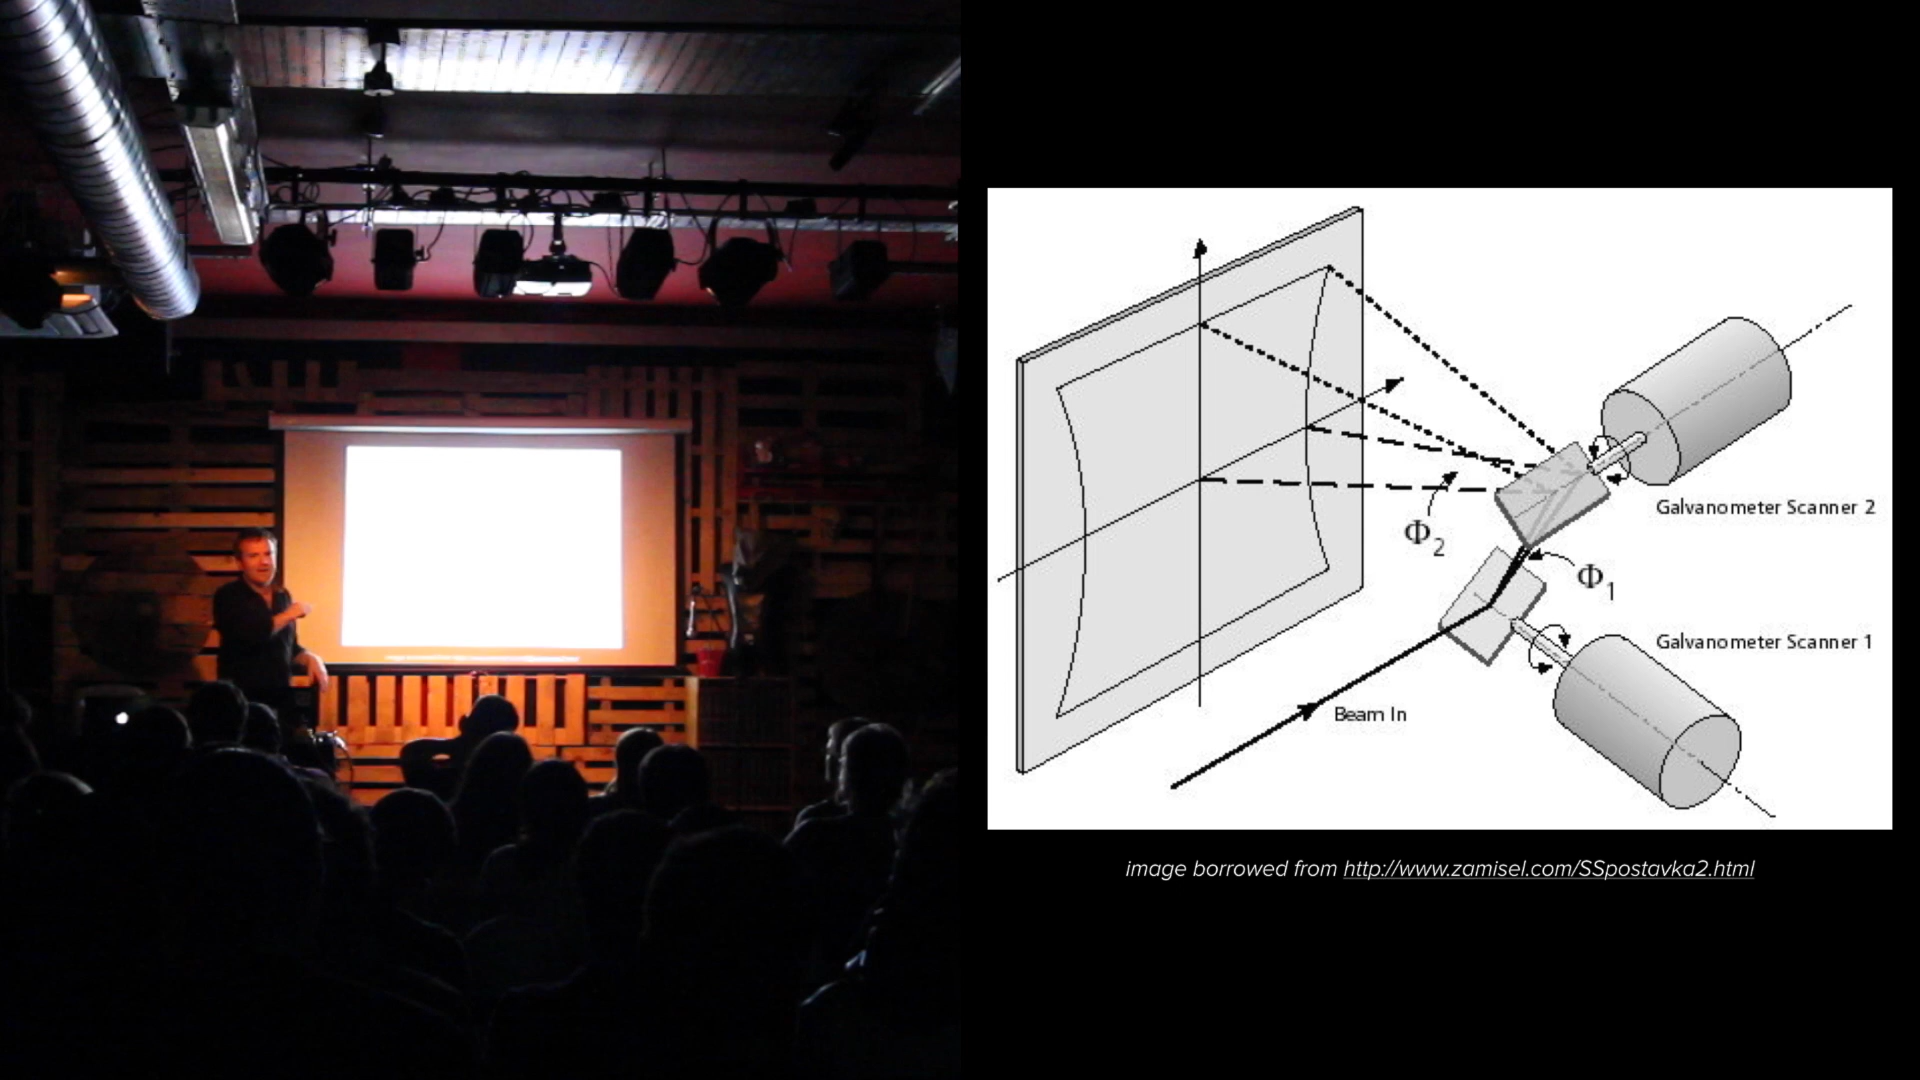 Φ2
Galvanometer Scanner 2
Φ1
Galvanometer Scanner 1
Beam In
image borrowed from http://www.zamisel.com/SSpostavka2.html